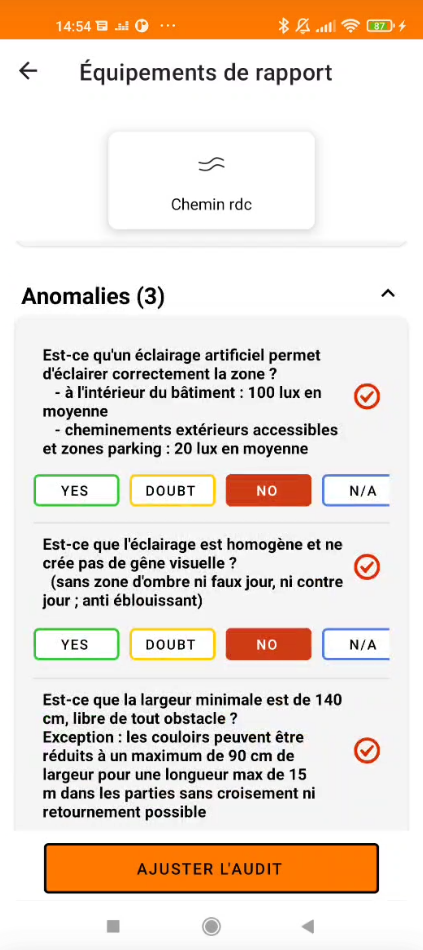 14:54 ··· 87
Équipements de rapport
Chemin rdc
Anomalies (3)
Est-ce qu'un éclairage artificiel permet
d'éclairer correctement la zone ?
- à l'intérieur du bâtiment : 100 lux en
moyenne
- cheminements extérieurs accessibles
et zones parking : 20 lux en moyenne
YES DOUBT NO N/A
Est-ce que l'éclairage est homogène et ne
crée pas de gêne visuelle ?
(sans zone d'ombre ni faux jour, ni contre
jour ; anti éblouissant)
YES DOUBT NO N/A
Est-ce que la largeur minimale est de 140
cm, libre de tout obstacle ?
Exception : les couloirs peuvent être
réduits à un maximum de 90 cm de
largeur pour une longueur max de 15
m dans les parties sans croisement ni
retournement possible
AJUSTER L'AUDIT